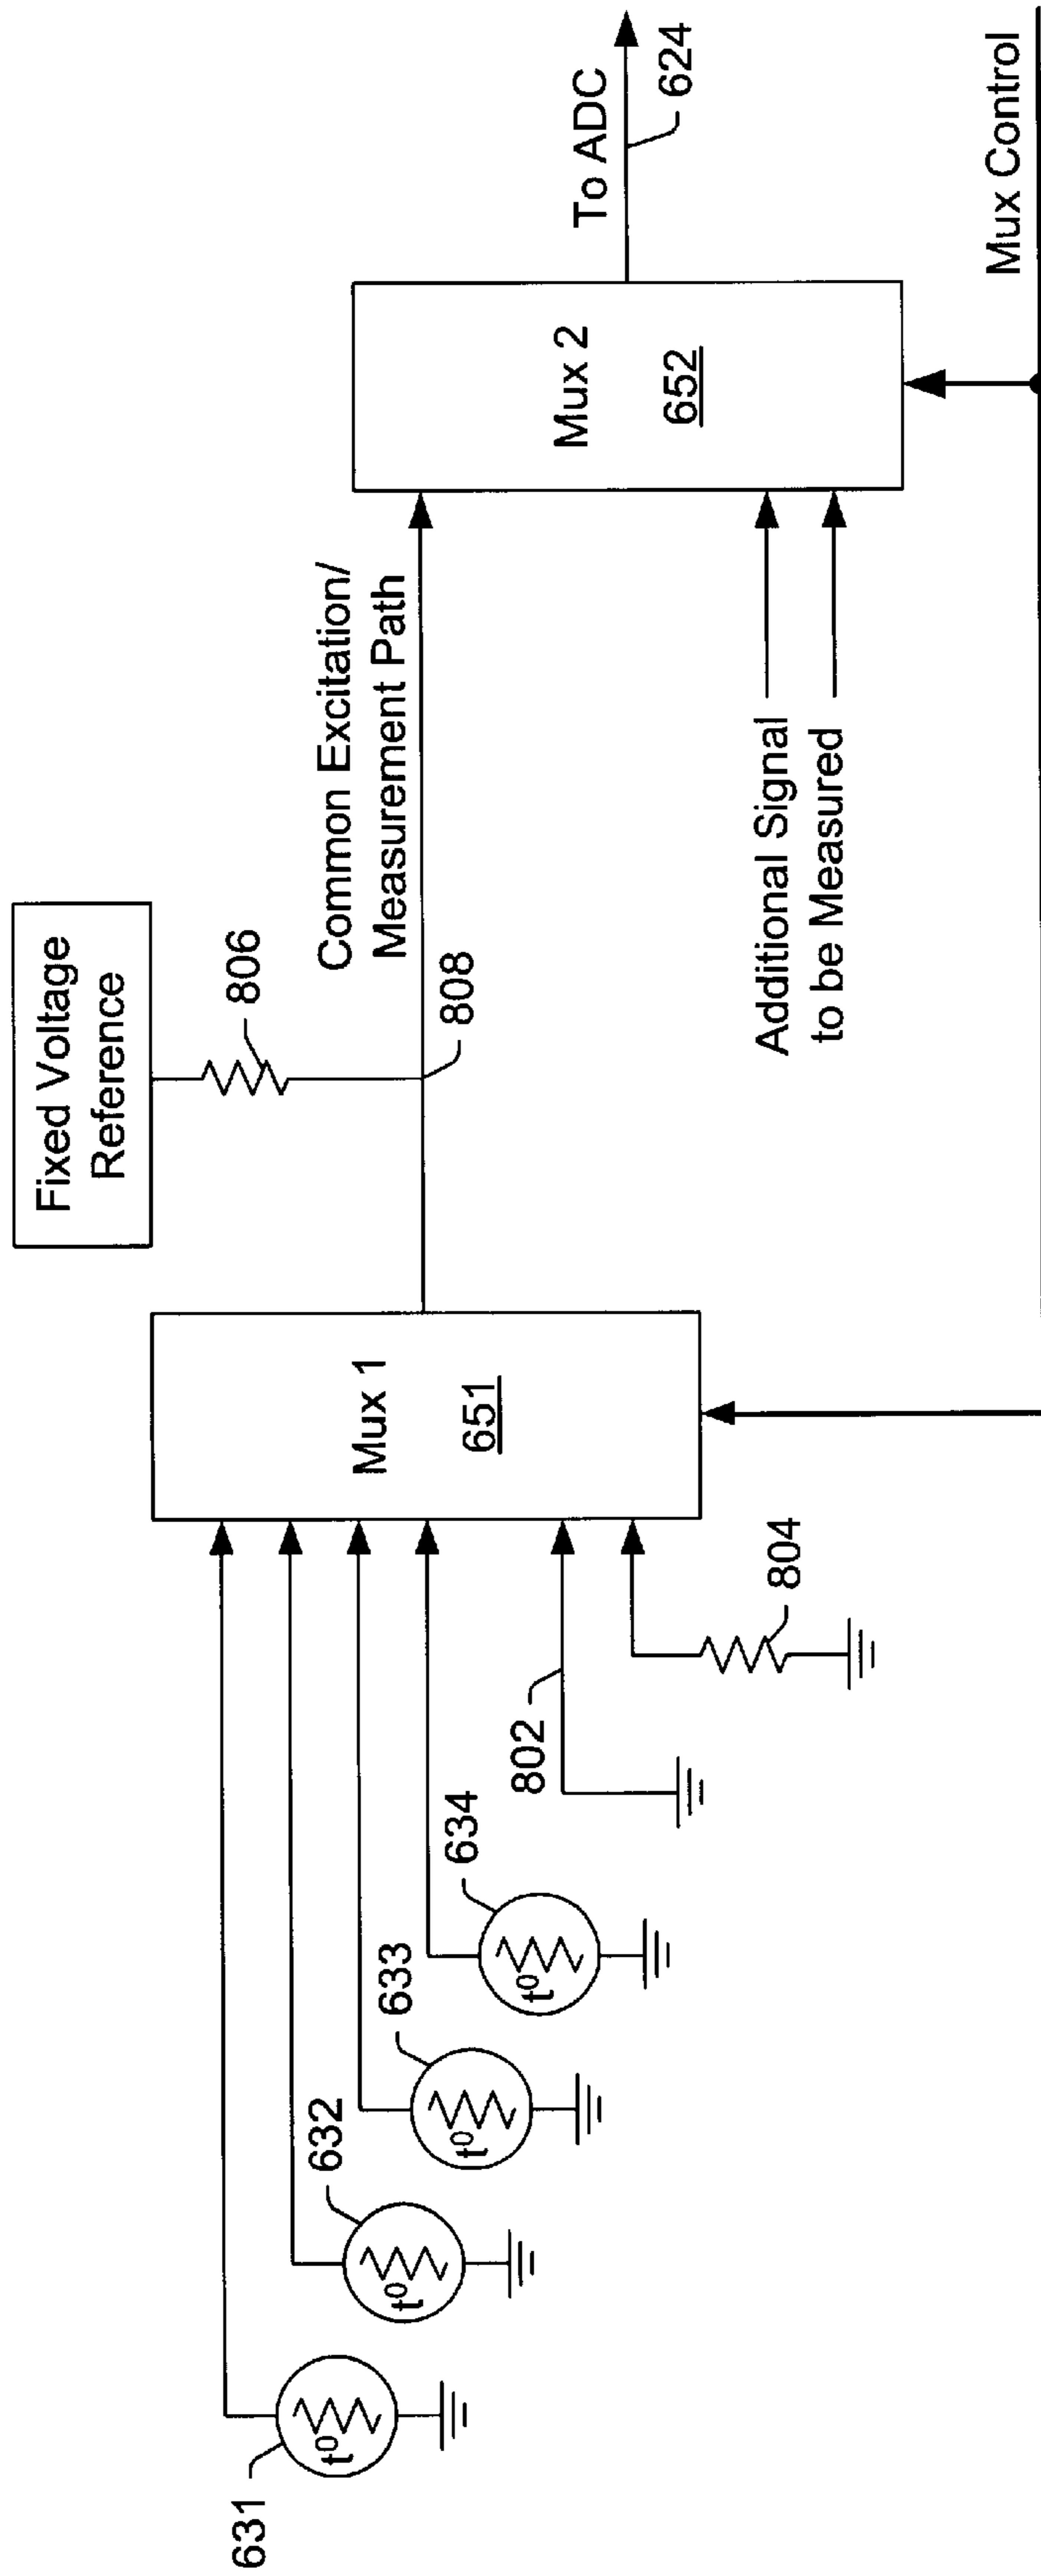 Fixed Voltage
Reference
806
Common Excitation/
Measurement Path
808
To ADC
624
Mux 1
651
Mux 2
652
Additional Signal
to be Measured
Mux Control
631
t⁰
632
t⁰
633
t⁰
634
t⁰
802
804